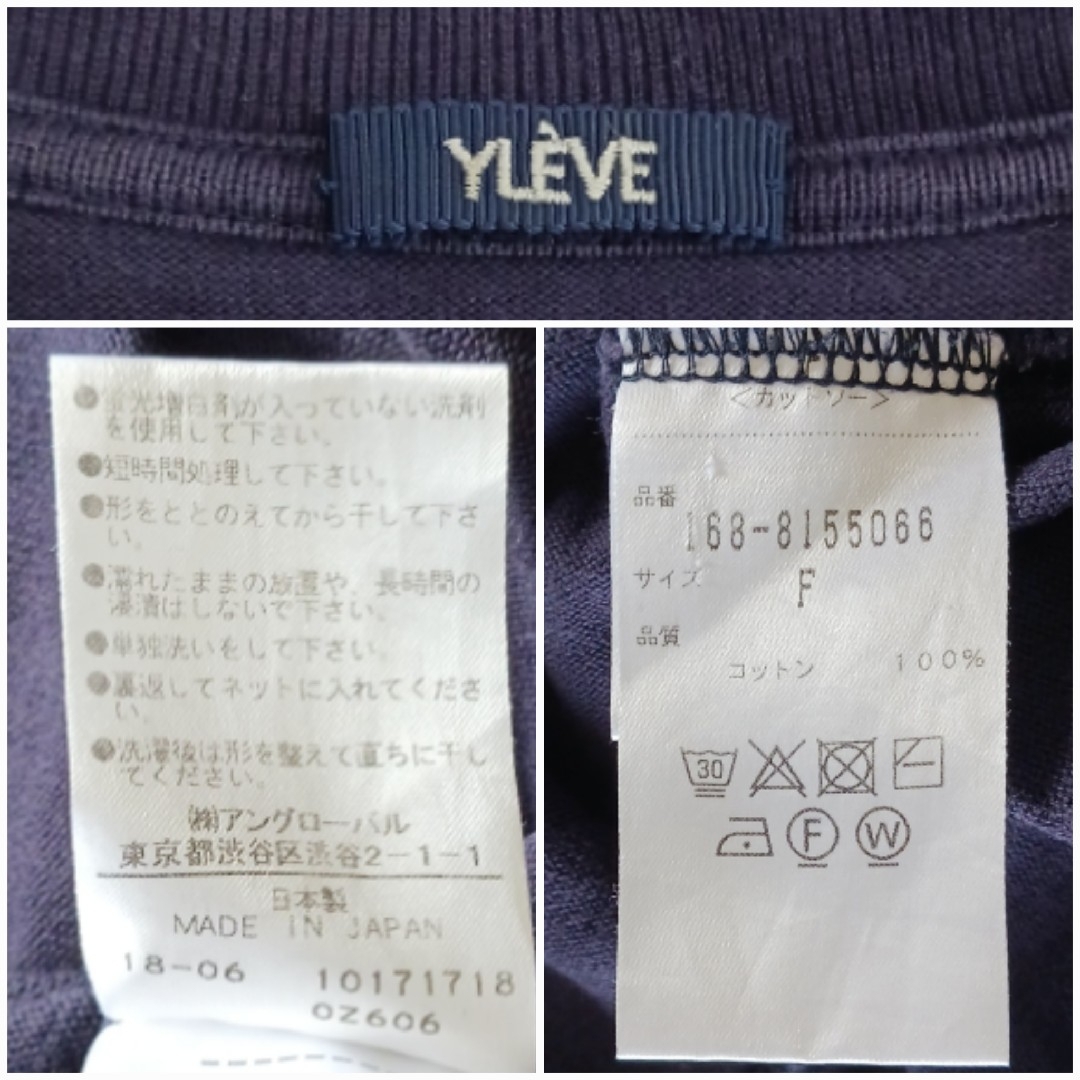 YLÈVE
●蛍光増白剤が入っていない洗剤
を使用して下さい。
●短時間処理して下さい。
●形をととのえてから干して下さ
い。
●濡れたままの放置や、長時間の
浸漬はしないで下さい。
●単独洗いをして下さい。
●裏返してネットに入れてくださ
い。
●洗濯後は形を整えて直ちに干し
てください。
㈱アングローバル
東京都渋谷区渋谷2-1-1
日本製
MADE IN JAPAN
18-06 10171718
0Z606
<カットソー>
品番
168-8155066
サイズ
F
品質
コットン 100%
30
F W